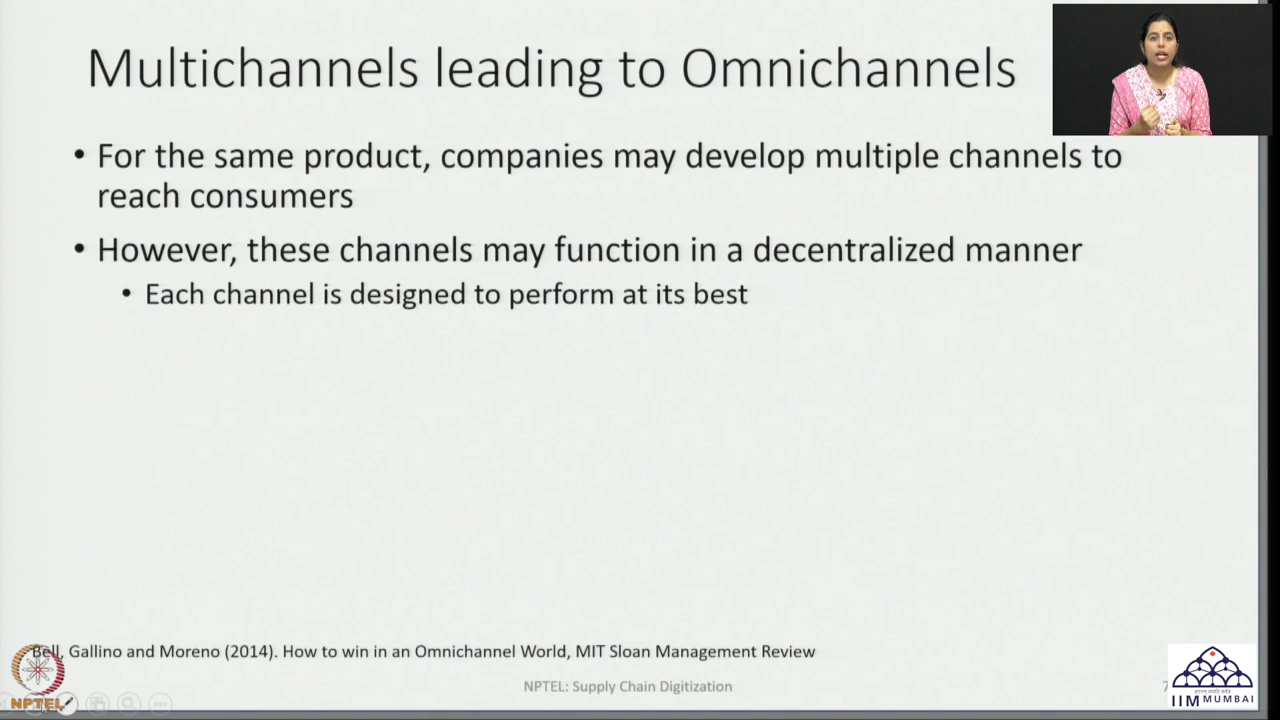 Multichannels leading to Omnichannels
• For the same product, companies may develop multiple channels to
reach consumers
• However, these channels may function in a decentralized manner
• Each channel is designed to perform at its best
Bell, Gallino and Moreno (2014). How to win in an Omnichannel World, MIT Sloan Management Review
NPTEL: Supply Chain Digitization
7
NPTEL
IIM MUMBAI